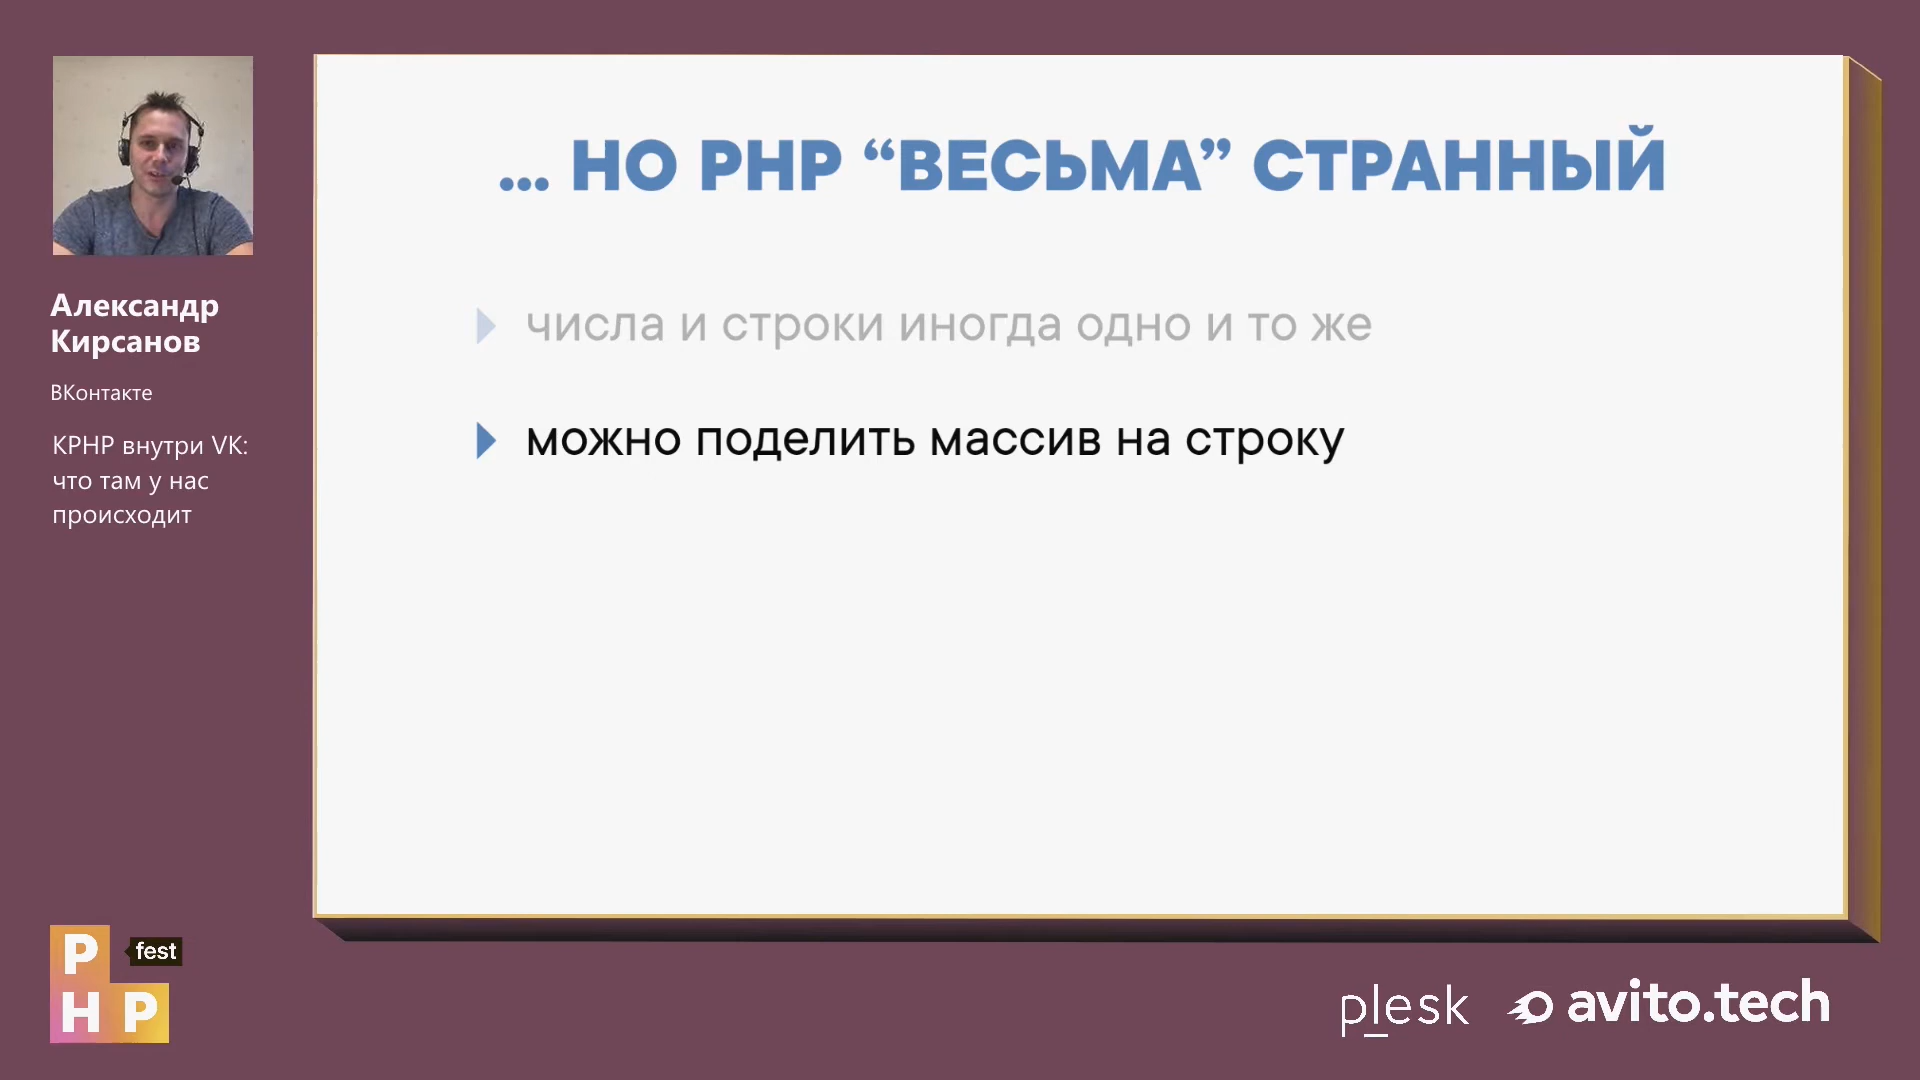 ... НО PHP “ВЕСЬМА” СТРАННЫЙ
числа и строки иногда одно и то же
можно поделить массив на строку
Александр
Кирсанов
ВКонтакте
KPHP внутри VK:
что там у нас
происходит
P
fest
H P
plesk
avito.tech